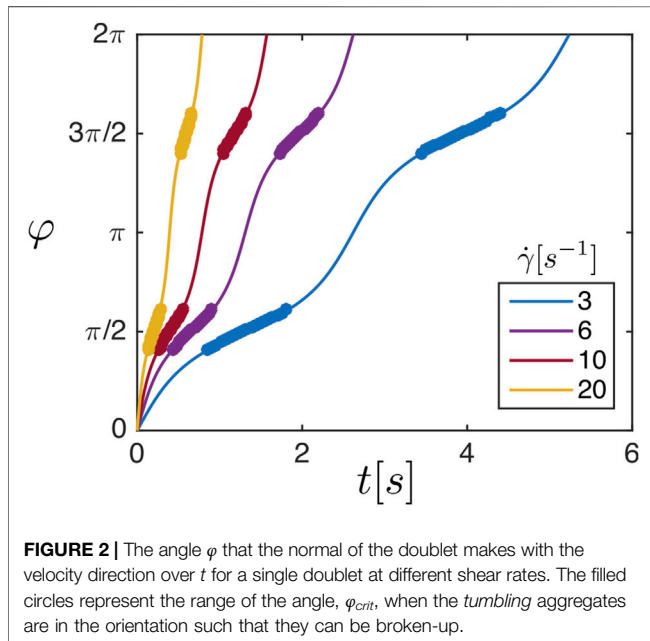 2π
3π/2
φ
π
π/2
0
0 2 4 6
t[s]
γ̇[s⁻¹]
3
6
10
20
FIGURE 2 | The angle φ that the normal of the doublet makes with the
velocity direction over t for a single doublet at different shear rates. The filled
circles represent the range of the angle, φcrit, when the tumbling aggregates
are in the orientation such that they can be broken-up.